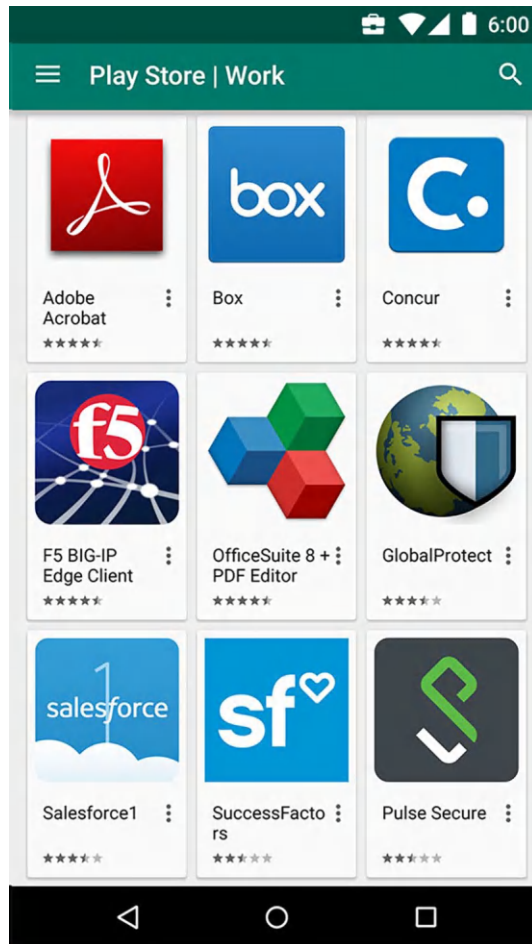 6:00
Play Store | Work
box
C.
Adobe Box Concur
Acrobat
f5
F5 BIG-IP OfficeSuite 8 + GlobalProtect
Edge Client PDF Editor
1
salesforce
sf
Salesforce1 SuccessFacto Pulse Secure
rs